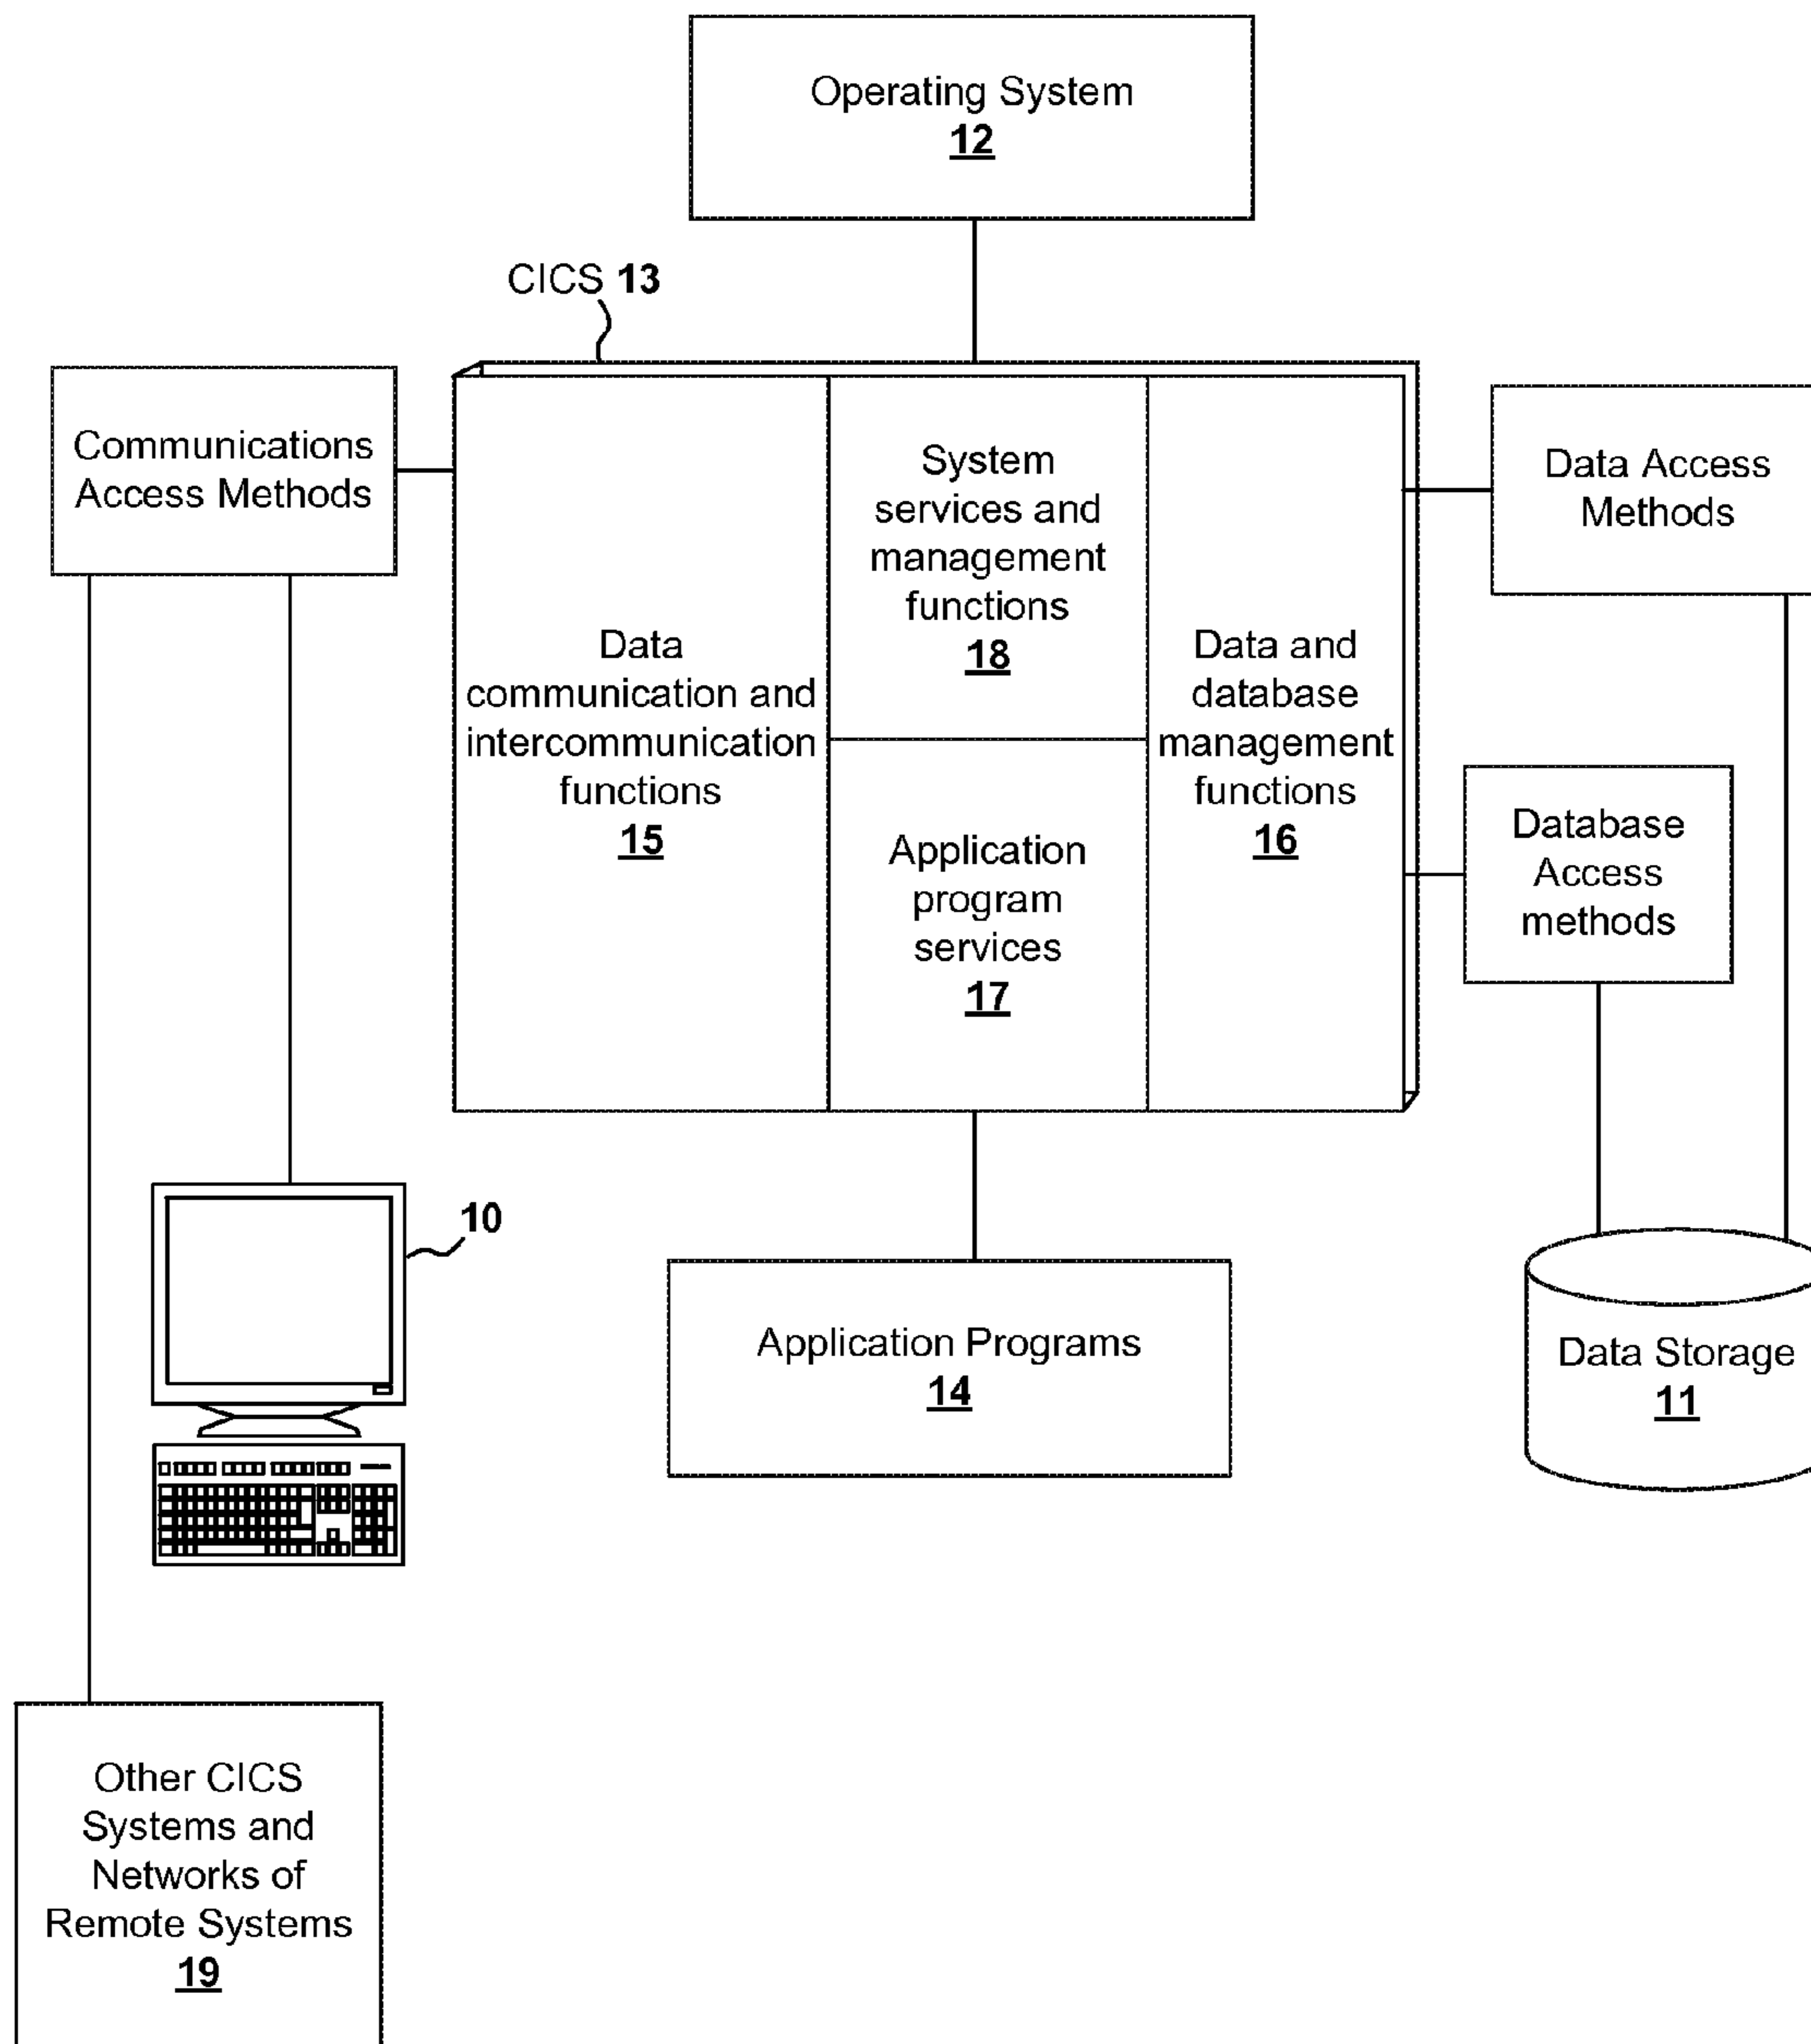 Operating System
12
CICS 13
Communications
Access Methods
Data
communication and
intercommunication
functions
15
System
services and
management
functions
18
Application
program
services
17
Data and
database
management
functions
16
Data Access
Methods
Database
Access
methods
10
Application Programs
14
Data Storage
11
Other CICS
Systems and
Networks of
Remote Systems
19